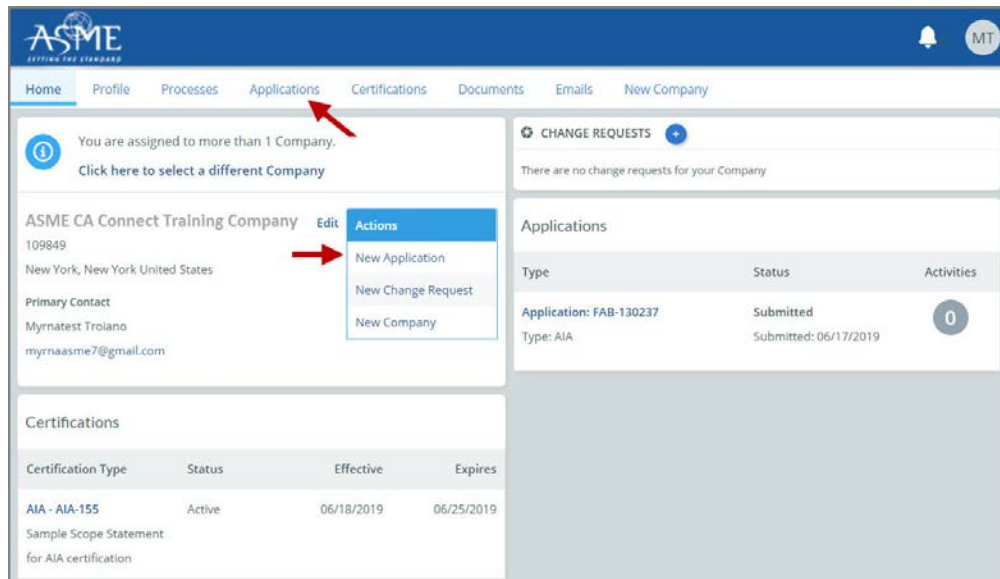 ASME
SETTING THE STANDARD
MT
Home Profile Processes Applications Certifications Documents Emails New Company
You are assigned to more than 1 Company.
Click here to select a different Company
ASME CA Connect Training Company Edit
109849
New York, New York United States
Primary Contact
Myrnatest Troiano
myrnaasme7@gmail.com
Actions
New Application
New Change Request
New Company
Certifications
Certification Type Status Effective Expires
AIA - AIA-155 Active 06/18/2019 06/25/2019
Sample Scope Statement
for AIA certification
CHANGE REQUESTS +
There are no change requests for your Company
Applications
Type Status Activities
Application: FAB-130237 Submitted 0
Type: AIA Submitted: 06/17/2019